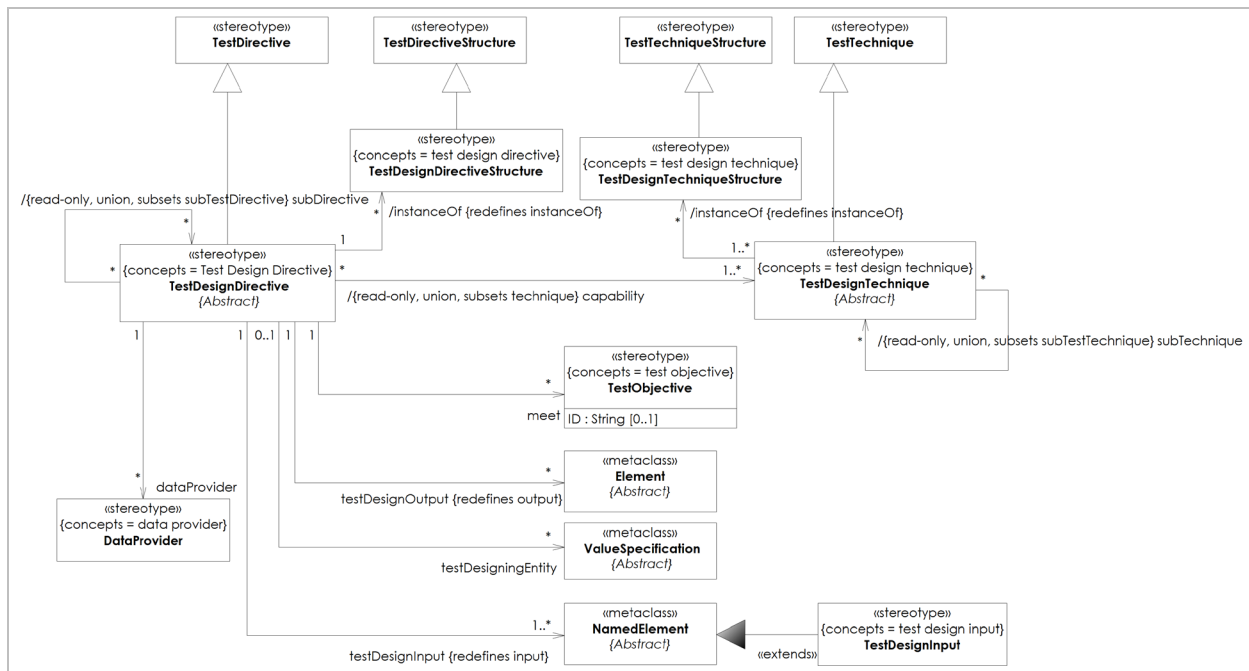 «stereotype»
TestDirective
«stereotype»
TestDirectiveStructure
«stereotype»
TestTechniqueStructure
«stereotype»
TestTechnique
«stereotype»
{concepts = test design directive}
TestDesignDirectiveStructure
«stereotype»
{concepts = test design technique}
TestDesignTechniqueStructure
/{read-only, union, subsets subTestDirective} subDirective
*
*
/instanceOf {redefines instanceOf}
*
1
/instanceOf {redefines instanceOf}
*
1..*
«stereotype»
{concepts = Test Design Directive}
TestDesignDirective
{Abstract}
*
*
1..*
/{read-only, union, subsets technique} capability
«stereotype»
{concepts = test design technique}
TestDesignTechnique
{Abstract}
*
*
/{read-only, union, subsets subTestTechnique} subTechnique
1
1
0..1
1
1
«stereotype»
{concepts = test objective}
TestObjective
ID : String [0..1]
*
meet
«metaclass»
Element
{Abstract}
*
testDesignOutput {redefines output}
*
dataProvider
«stereotype»
{concepts = data provider}
DataProvider
«metaclass»
ValueSpecification
{Abstract}
*
testDesigningEntity
«metaclass»
NamedElement
{Abstract}
1..*
testDesignInput {redefines input}
«extends»
«stereotype»
{concepts = test design input}
TestDesignInput